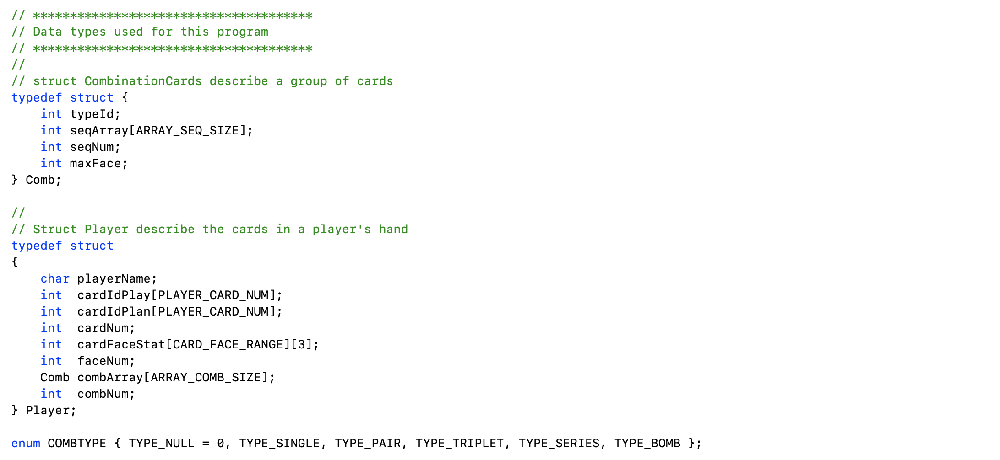 // **************************************
// Data types used for this program
// **************************************
//
// struct CombinationCards describe a group of cards
typedef struct {
    int typeId;
    int seqArray[ARRAY_SEQ_SIZE];
    int seqNum;
    int maxFace;
} Comb;

//
// Struct Player describe the cards in a player's hand
typedef struct
{
    char playerName;
    int  cardIdPlay[PLAYER_CARD_NUM];
    int  cardIdPlan[PLAYER_CARD_NUM];
    int  cardNum;
    int  cardFaceStat[CARD_FACE_RANGE][3];
    int  faceNum;
    Comb combArray[ARRAY_COMB_SIZE];
    int  combNum;
} Player;

enum COMBTYPE { TYPE_NULL = 0, TYPE_SINGLE, TYPE_PAIR, TYPE_TRIPLET, TYPE_SERIES, TYPE_BOMB };